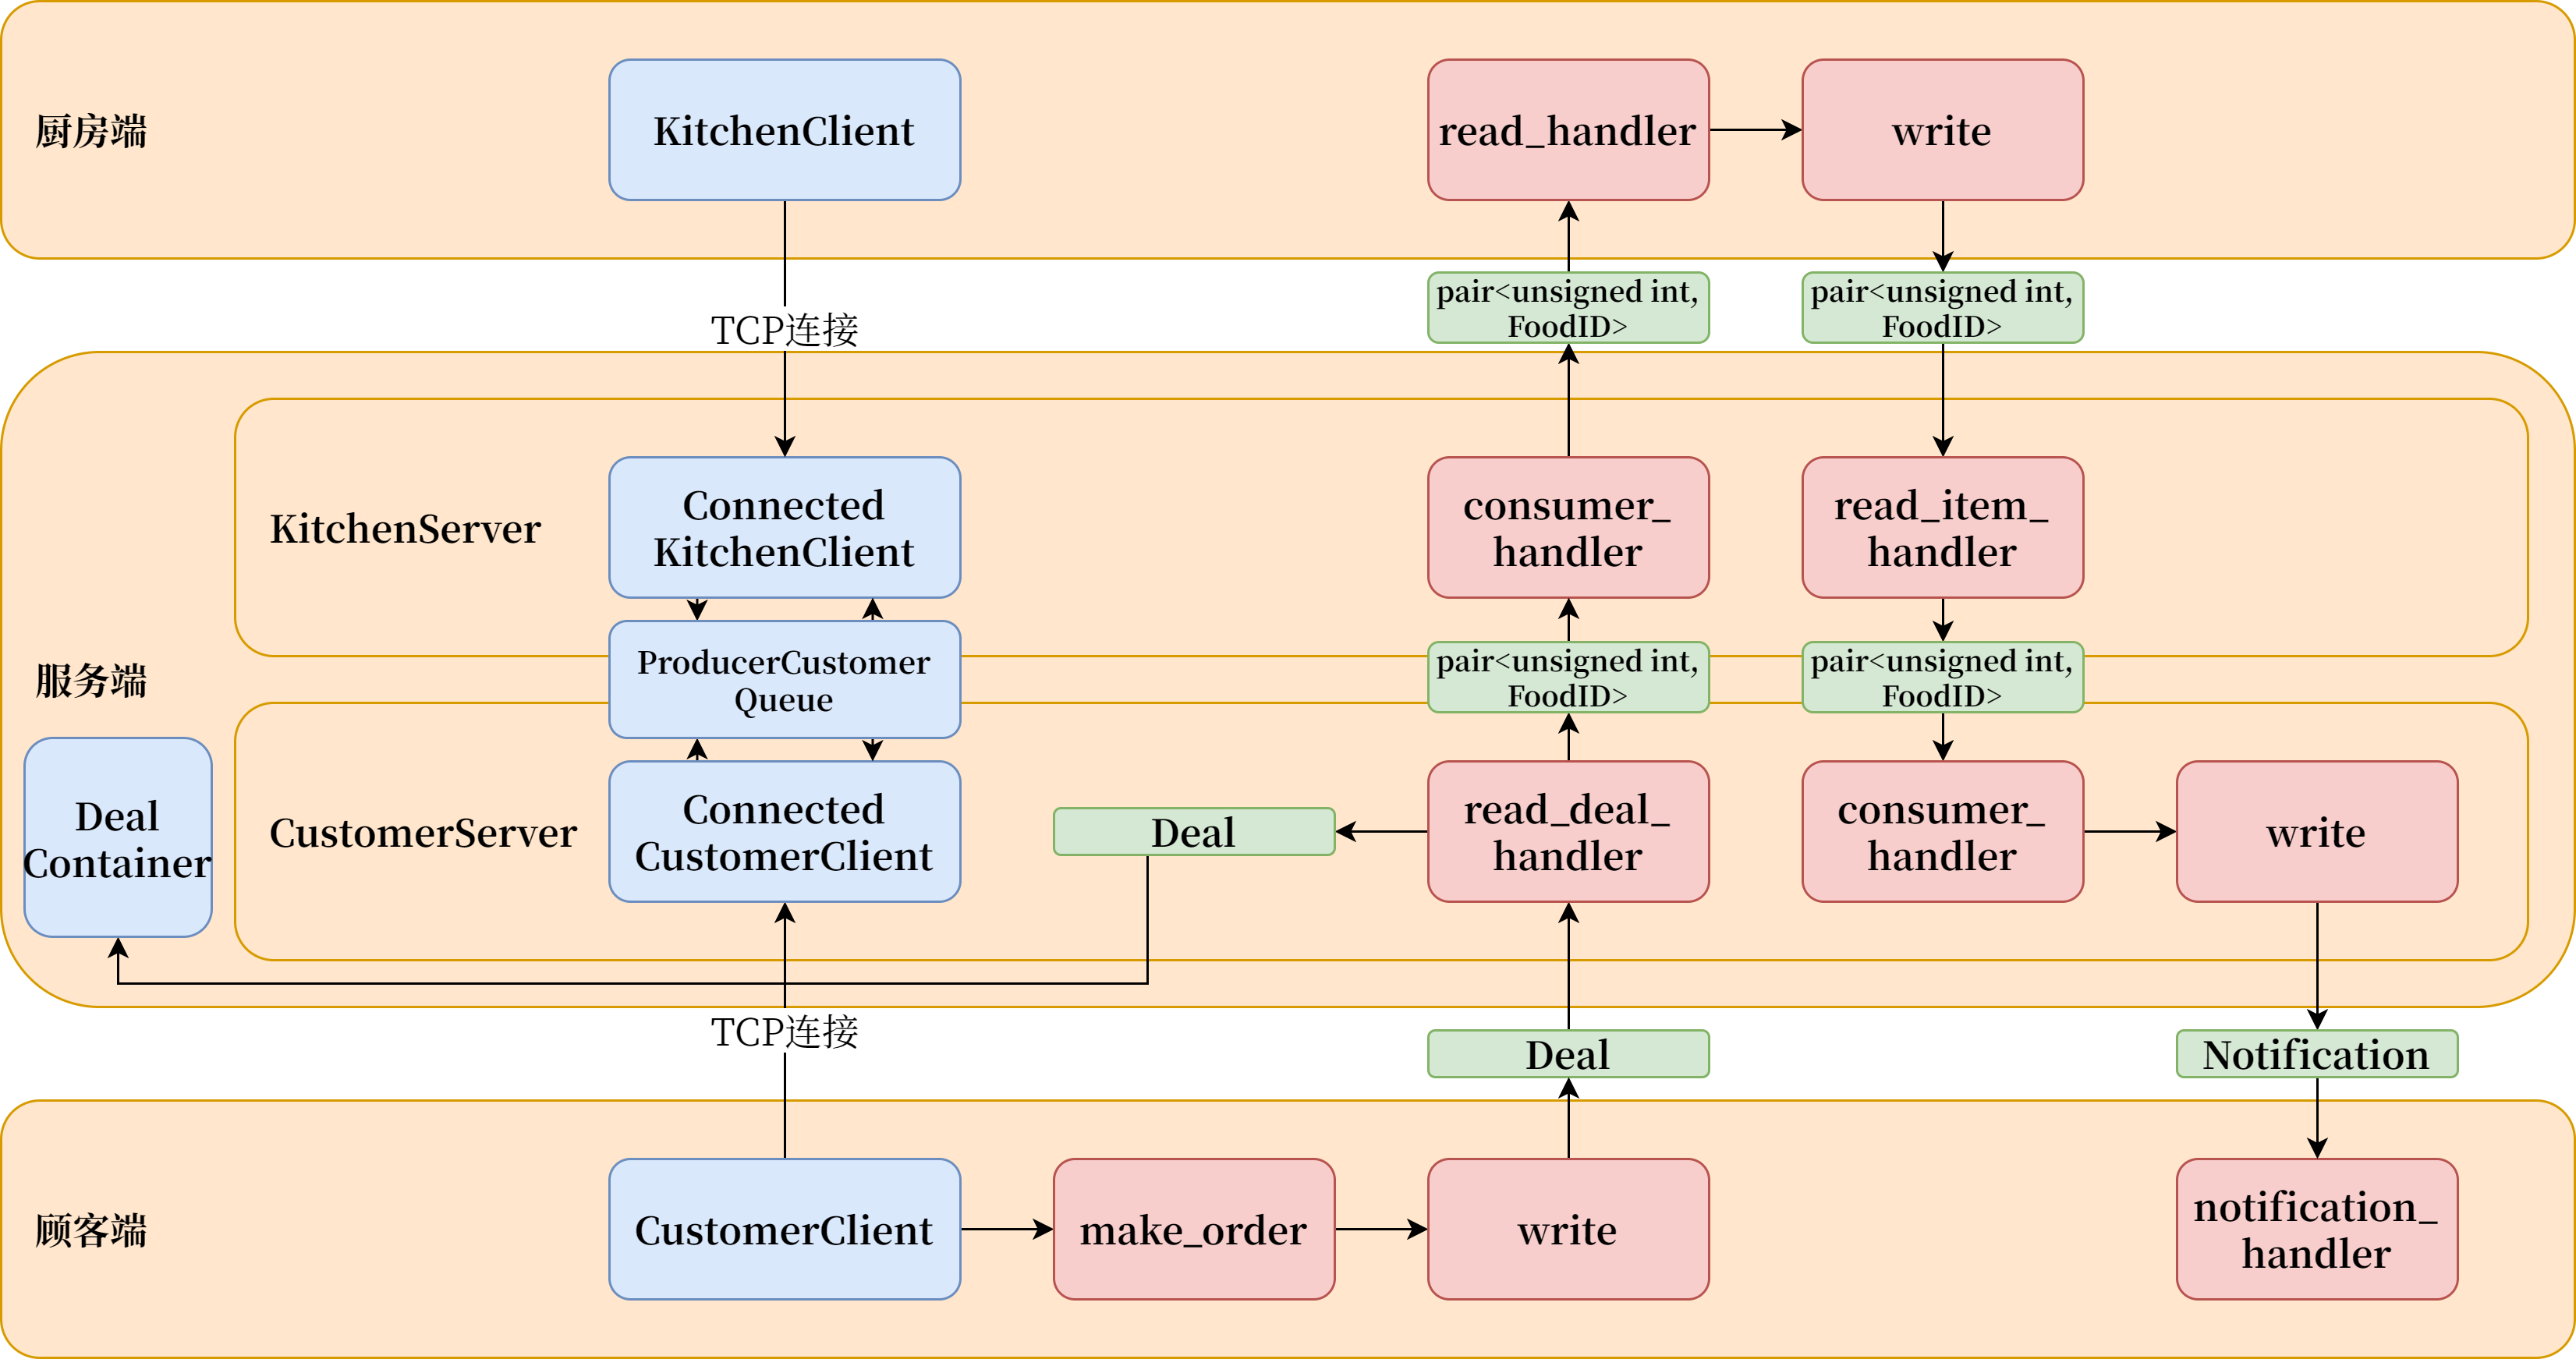 厨房端
KitchenClient
read_handler
write
TCP连接
pair<unsigned int,
FoodID>
pair<unsigned int,
FoodID>
服务端
KitchenServer
Connected
KitchenClient
consumer_
handler
read_item_
handler
ProducerCustomer
Queue
pair<unsigned int,
FoodID>
pair<unsigned int,
FoodID>
Deal
Container
CustomerServer
Connected
CustomerClient
Deal
read_deal_
handler
consumer_
handler
write
TCP连接
Deal
Notification
顾客端
CustomerClient
make_order
write
notification_
handler